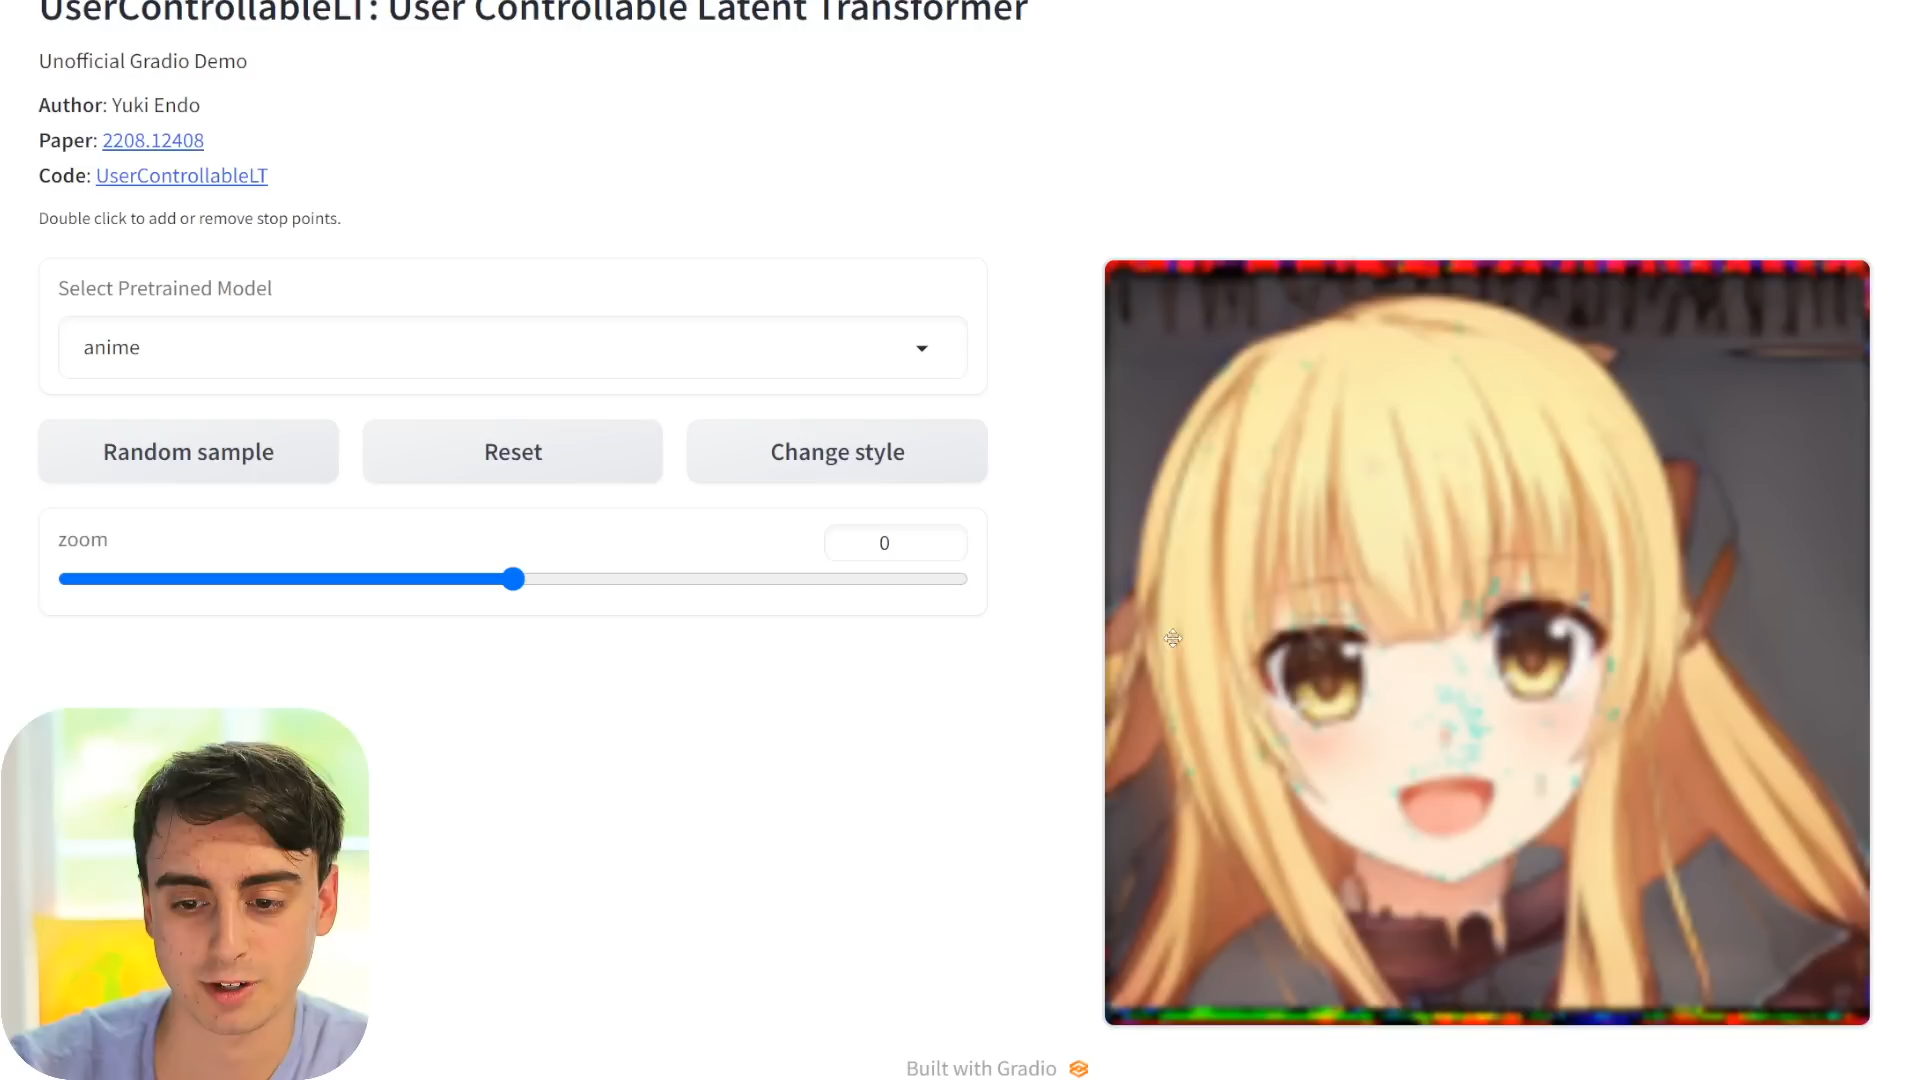 UserControllableLT: User Controllable Latent Transformer
Unofficial Gradio Demo
Author: Yuki Endo
Paper: 2208.12408
Code: UserControllableLT
Double click to add or remove stop points.
Select Pretrained Model
anime
Random sample
Reset
Change style
zoom
0
Built with Gradio